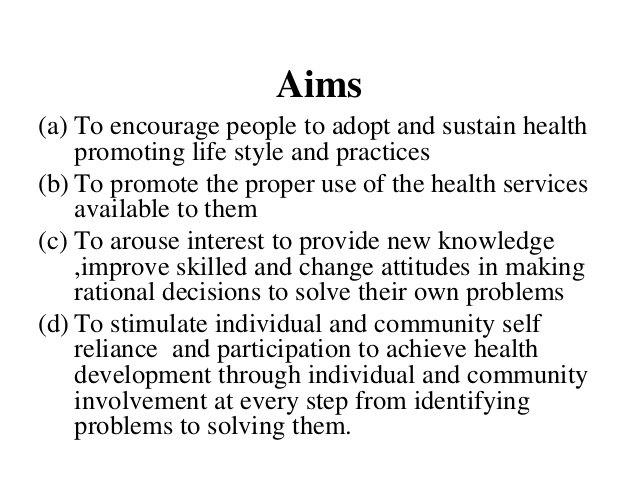 Aims
(a) To encourage people to adopt and sustain health
promoting life style and practices
(b) To promote the proper use of the health services
available to them
(c) To arouse interest to provide new knowledge
,improve skilled and change attitudes in making
rational decisions to solve their own problems
(d) To stimulate individual and community self
reliance  and participation to achieve health
development through individual and community
involvement at every step from identifying
problems to solving them.